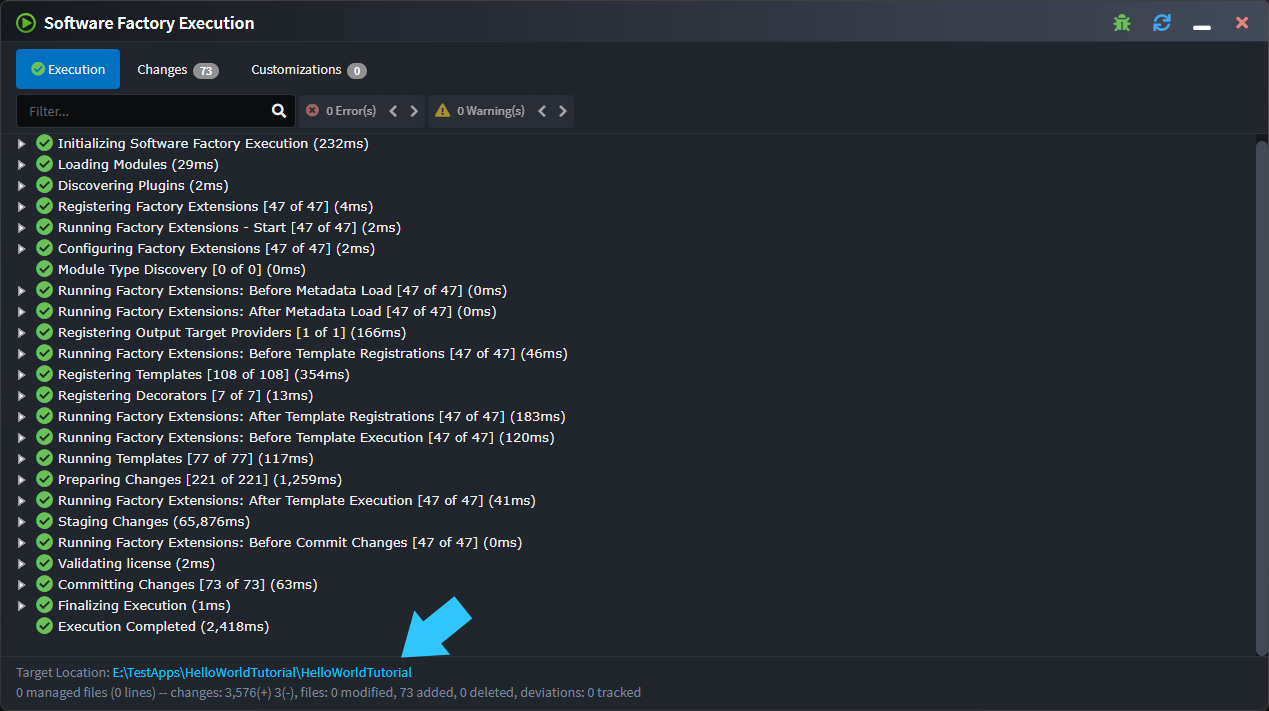 Software Factory Execution
Execution Changes 73 Customizations 0
Filter... 0 Error(s) 0 Warning(s)
Initializing Software Factory Execution (232ms)
Loading Modules (29ms)
Discovering Plugins (2ms)
Registering Factory Extensions [47 of 47] (4ms)
Running Factory Extensions - Start [47 of 47] (2ms)
Configuring Factory Extensions [47 of 47] (2ms)
Module Type Discovery [0 of 0] (0ms)
Running Factory Extensions: Before Metadata Load [47 of 47] (0ms)
Running Factory Extensions: After Metadata Load [47 of 47] (0ms)
Registering Output Target Providers [1 of 1] (166ms)
Running Factory Extensions: Before Template Registrations [47 of 47] (46ms)
Registering Templates [108 of 108] (354ms)
Registering Decorators [7 of 7] (13ms)
Running Factory Extensions: After Template Registrations [47 of 47] (183ms)
Running Factory Extensions: Before Template Execution [47 of 47] (120ms)
Running Templates [77 of 77] (117ms)
Preparing Changes [221 of 221] (1,259ms)
Running Factory Extensions: After Template Execution [47 of 47] (41ms)
Staging Changes (65,876ms)
Running Factory Extensions: Before Commit Changes [47 of 47] (0ms)
Validating license (2ms)
Committing Changes [73 of 73] (63ms)
Finalizing Execution (1ms)
Execution Completed (2,418ms)
Target Location: E:\TestApps\HelloWorldTutorial\HelloWorldTutorial
0 managed files (0 lines) -- changes: 3,576(+) 3(-), files: 0 modified, 73 added, 0 deleted, deviations: 0 tracked